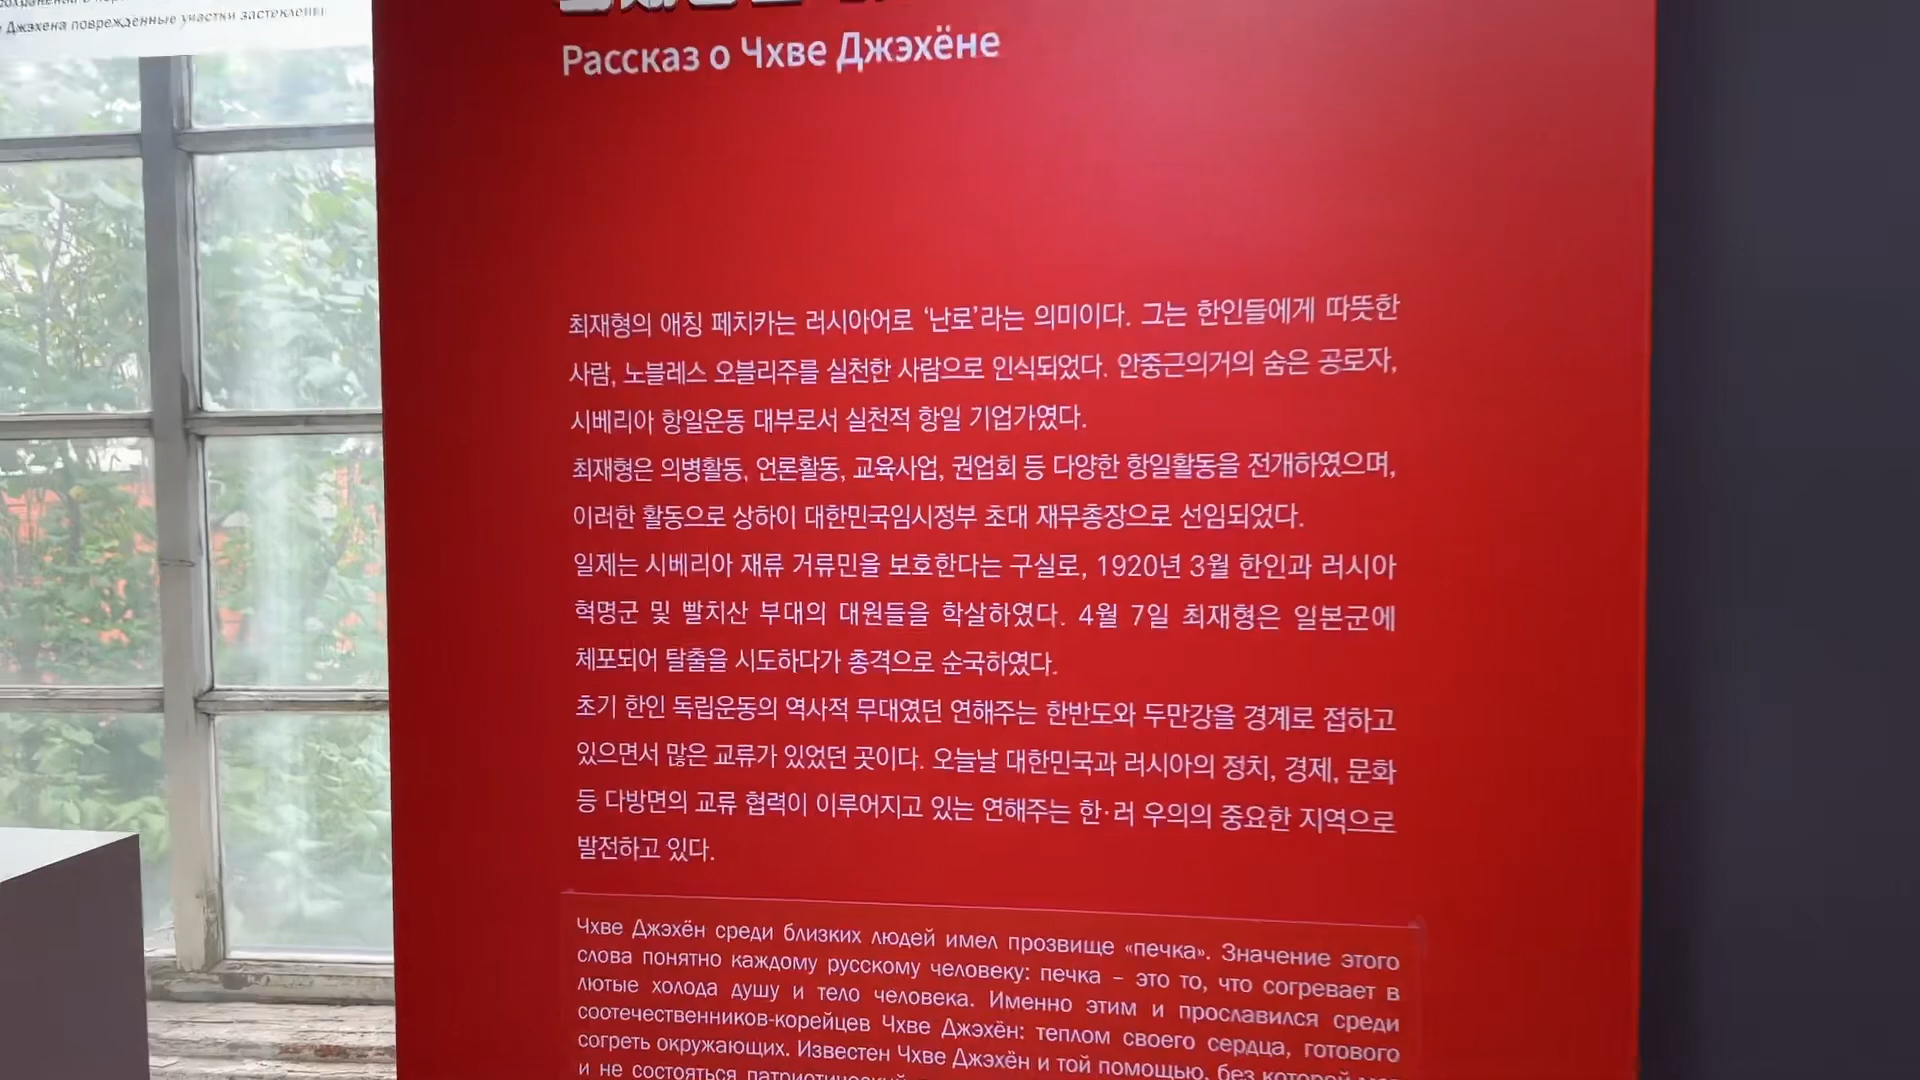 Джэхена поврежденные участки застеклены
Рассказ о Чхве Джэхёне
최재형의 애칭 페치카는 러시아어로 ‘난로’라는 의미이다. 그는 한인들에게 따뜻한
사람, 노블레스 오블리주를 실천한 사람으로 인식되었다. 안중근의거의 숨은 공로자,
시베리아 항일운동 대부로서 실천적 항일 기업가였다.
최재형은 의병활동, 언론활동, 교육사업, 권업회 등 다양한 항일활동을 전개하였으며,
이러한 활동으로 상하이 대한민국임시정부 초대 재무총장으로 선임되었다.
일제는 시베리아 재류 거류민을 보호한다는 구실로, 1920년 3월 한인과 러시아
혁명군 및 빨치산 부대의 대원들을 학살하였다. 4월 7일 최재형은 일본군에
체포되어 탈출을 시도하다가 총격으로 순국하였다.
초기 한인 독립운동의 역사적 무대였던 연해주는 한반도와 두만강을 경계로 접하고
있으면서 많은 교류가 있었던 곳이다. 오늘날 대한민국과 러시아의 정치, 경제, 문화
등 다방면의 교류 협력이 이루어지고 있는 연해주는 한·러 우의의 중요한 지역으로
발전하고 있다.
Чхве Джэхён среди близких людей имел прозвище «печка». Значение этого
слова понятно каждому русскому человеку: печка – это то, что согревает в
лютые холода душу и тело человека. Именно этим и прославился среди
соотечественников-корейцев Чхве Джэхён: теплом своего сердца, готового
согреть окружающих. Известен Чхве Джэхён и той помощью, без которой
и не состояться